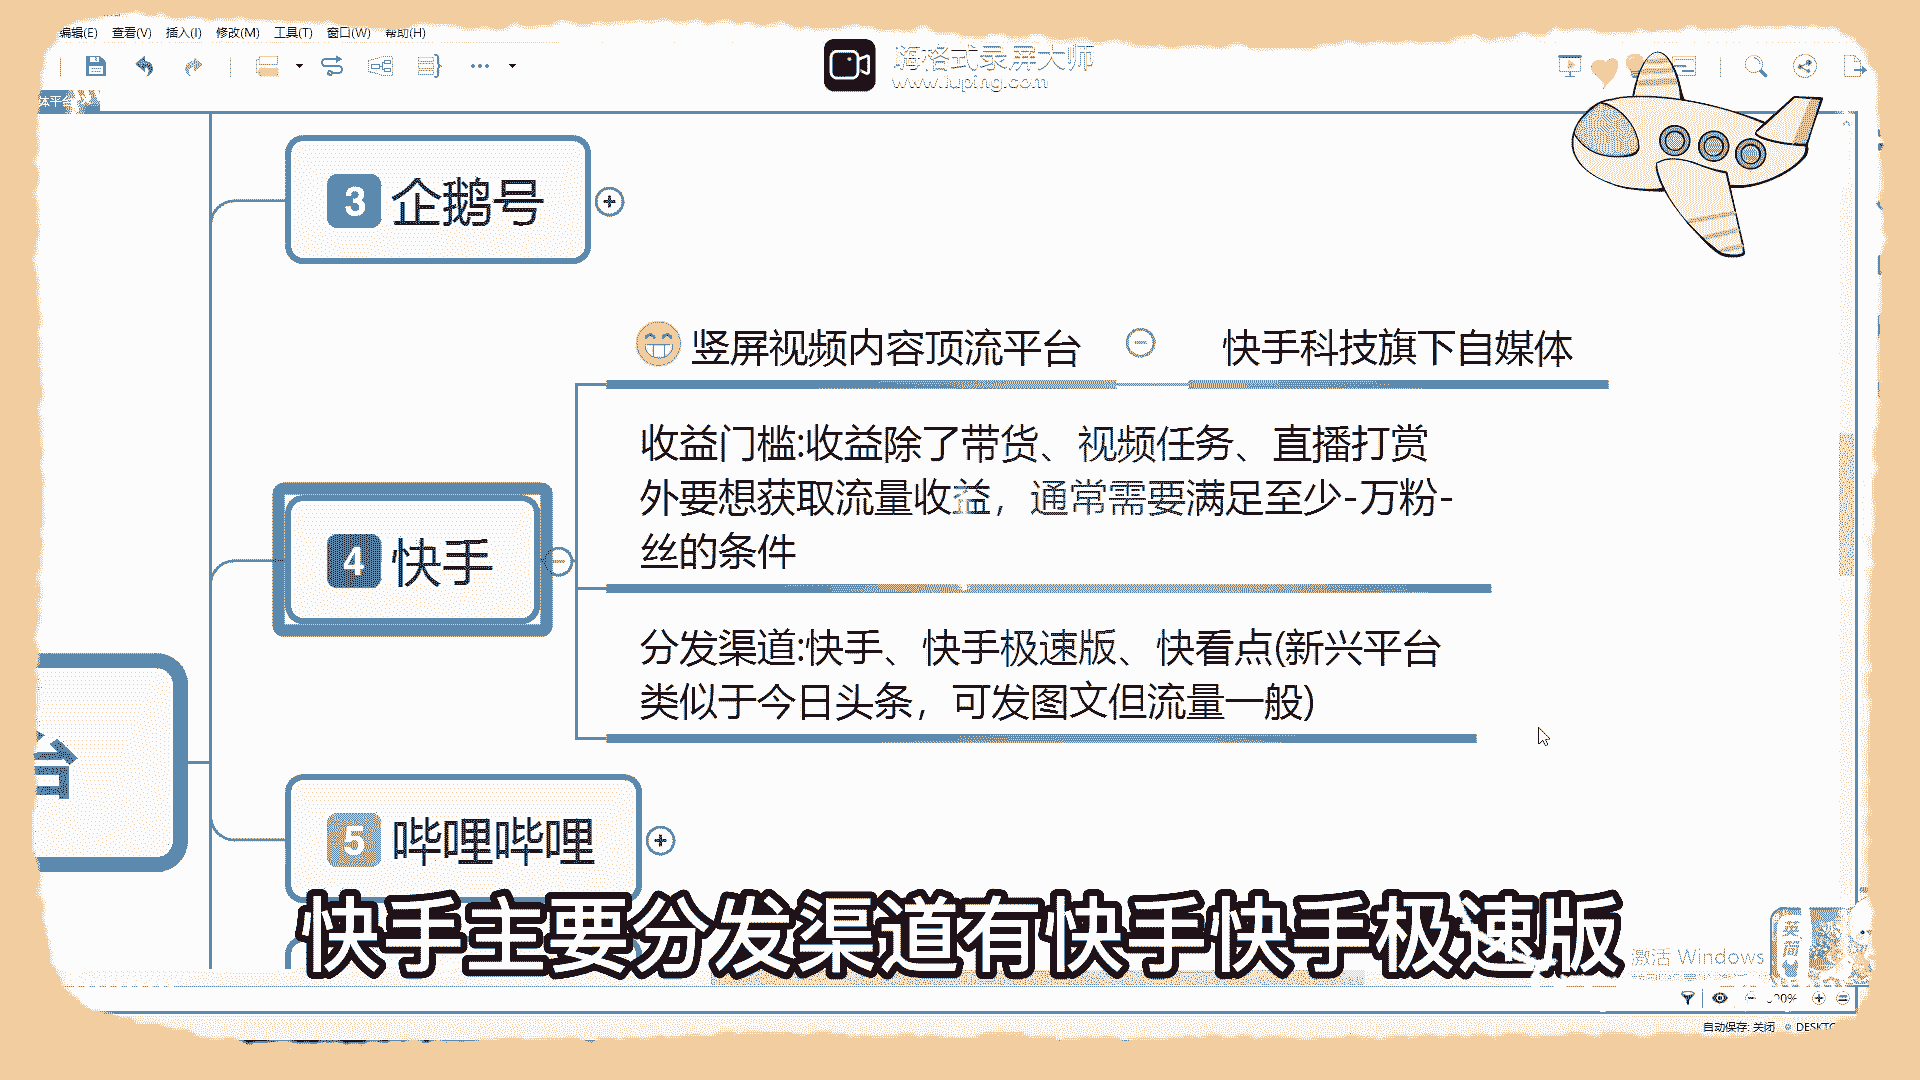 编辑(E) 查看(V) 插入(I) 修改(M) 工具(T) 窗口(W) 帮助(H)
嗨格式录屏大师
www.luping.com
体平台
3 企鹅号
竖屏视频内容顶流平台
快手科技旗下自媒体
收益门槛:收益除了带货、视频任务、直播打赏
外要想获取流量收益，通常需要满足至少-万粉-
丝的条件
4 快手
分发渠道:快手、快手极速版、快看点(新兴平台
类似于今日头条，可发图文但流量一般)
台
5 哔哩哔哩
快手主要分发渠道有快手快手极速版
激活 Windows
自动保存: 关闭